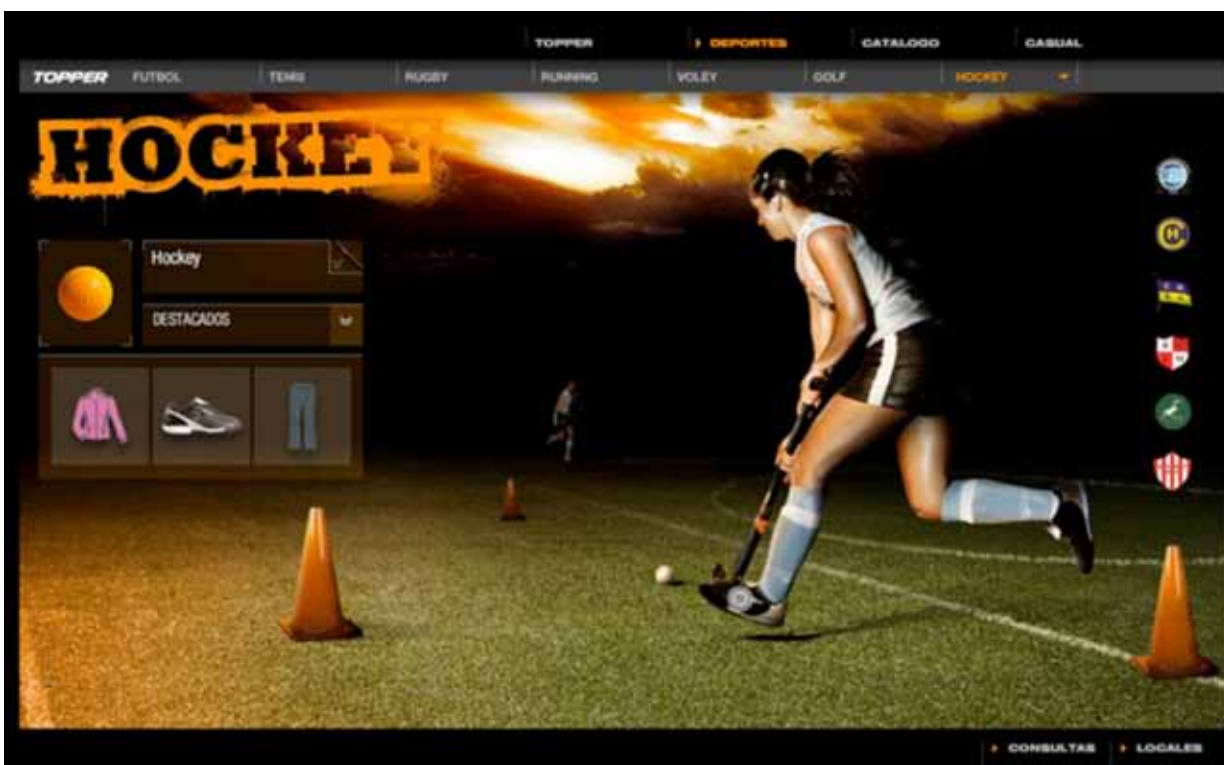 TOPPER DEPORTES CATALOGO CASUAL
TOPPER FUTBOL TENIS RUGBY RUNNING VOLEY GOLF HOCKEY
HOCKEY
Hockey
DESTACADOS
CONSULTAS LOCALES